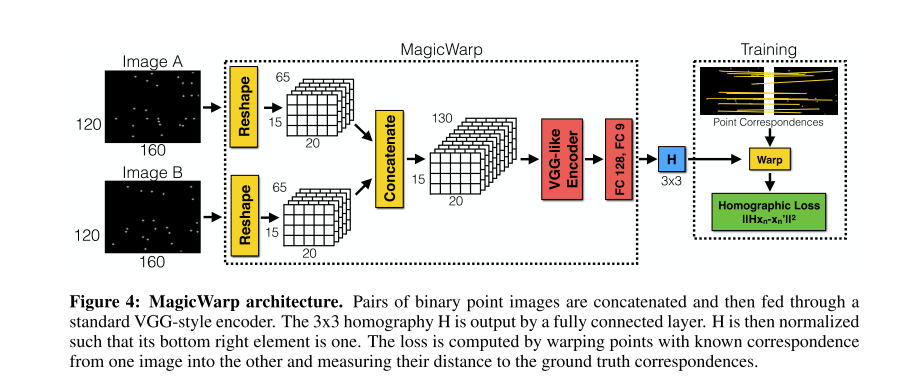 MagicWarp
Training
Image A
120
160
Reshape
65
15
20
Image B
120
160
Reshape
65
15
20
Concatenate
130
15
20
VGG-like
Encoder
FC 128, FC 9
H
3x3
Point Correspondences
Warp
Homographic Loss
||Hxₙ-xₙ'||²
Figure 4: MagicWarp architecture. Pairs of binary point images are concatenated and then fed through a
standard VGG-style encoder. The 3x3 homography H is output by a fully connected layer. H is then normalized
such that its bottom right element is one. The loss is computed by warping points with known correspondence
from one image into the other and measuring their distance to the ground truth correspondences.